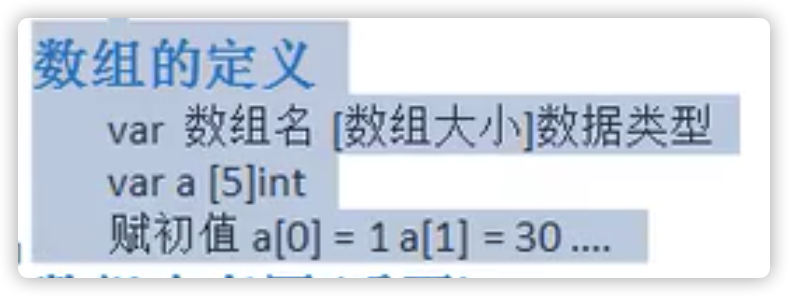 数组的定义
var 数组名 [数组大小]数据类型
var a [5]int
赋初值 a[0] = 1 a[1] = 30 ....